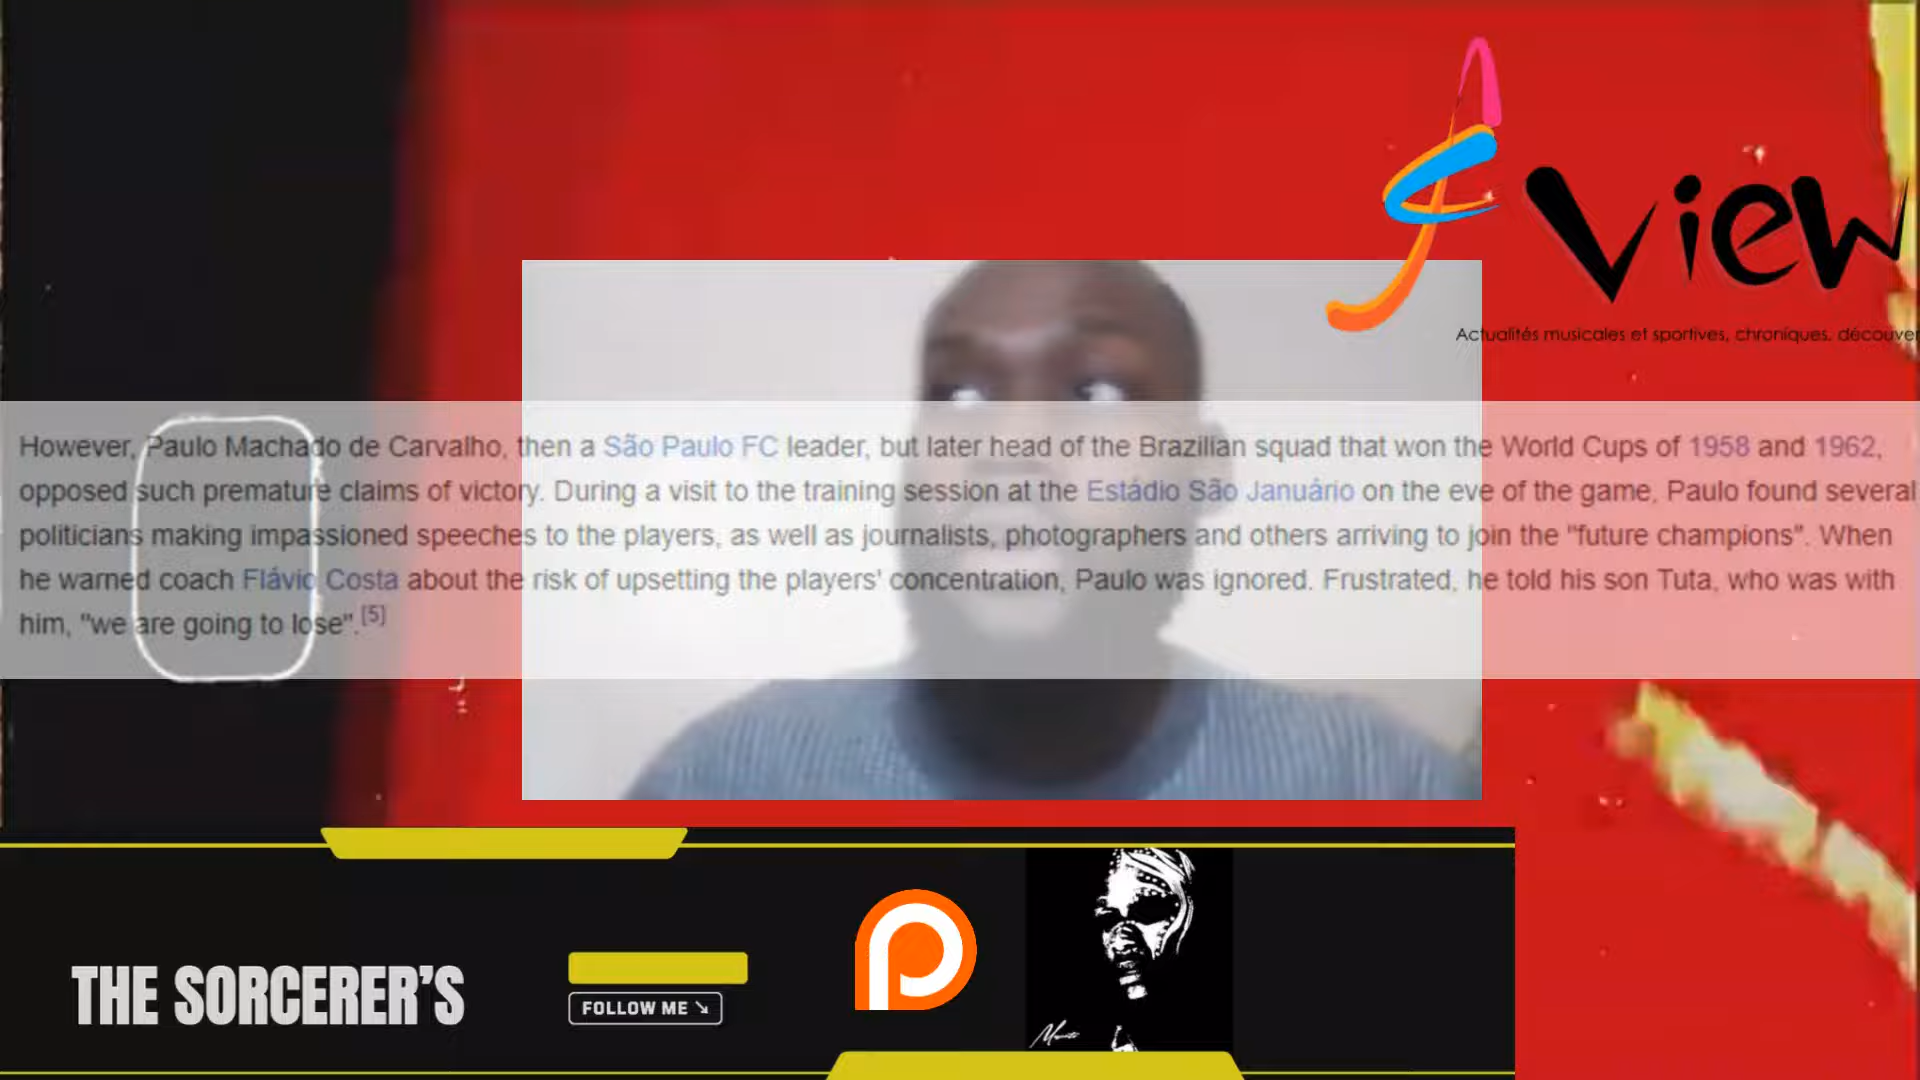 View
Actualités musicales et sportives, chroniques, découver
However, Paulo Machado de Carvalho, then a São Paulo FC leader, but later head of the Brazilian squad that won the World Cups of 1958 and 1962,
opposed such premature claims of victory. During a visit to the training session at the Estádio São Januário on the eve of the game, Paulo found several
politicians making impassioned speeches to the players, as well as journalists, photographers and others arriving to join the "future champions". When
he warned coach Flávio Costa about the risk of upsetting the players' concentration, Paulo was ignored. Frustrated, he told his son Tuta, who was with
him, "we are going to lose".[5]
THE SORCERER'S
FOLLOW ME